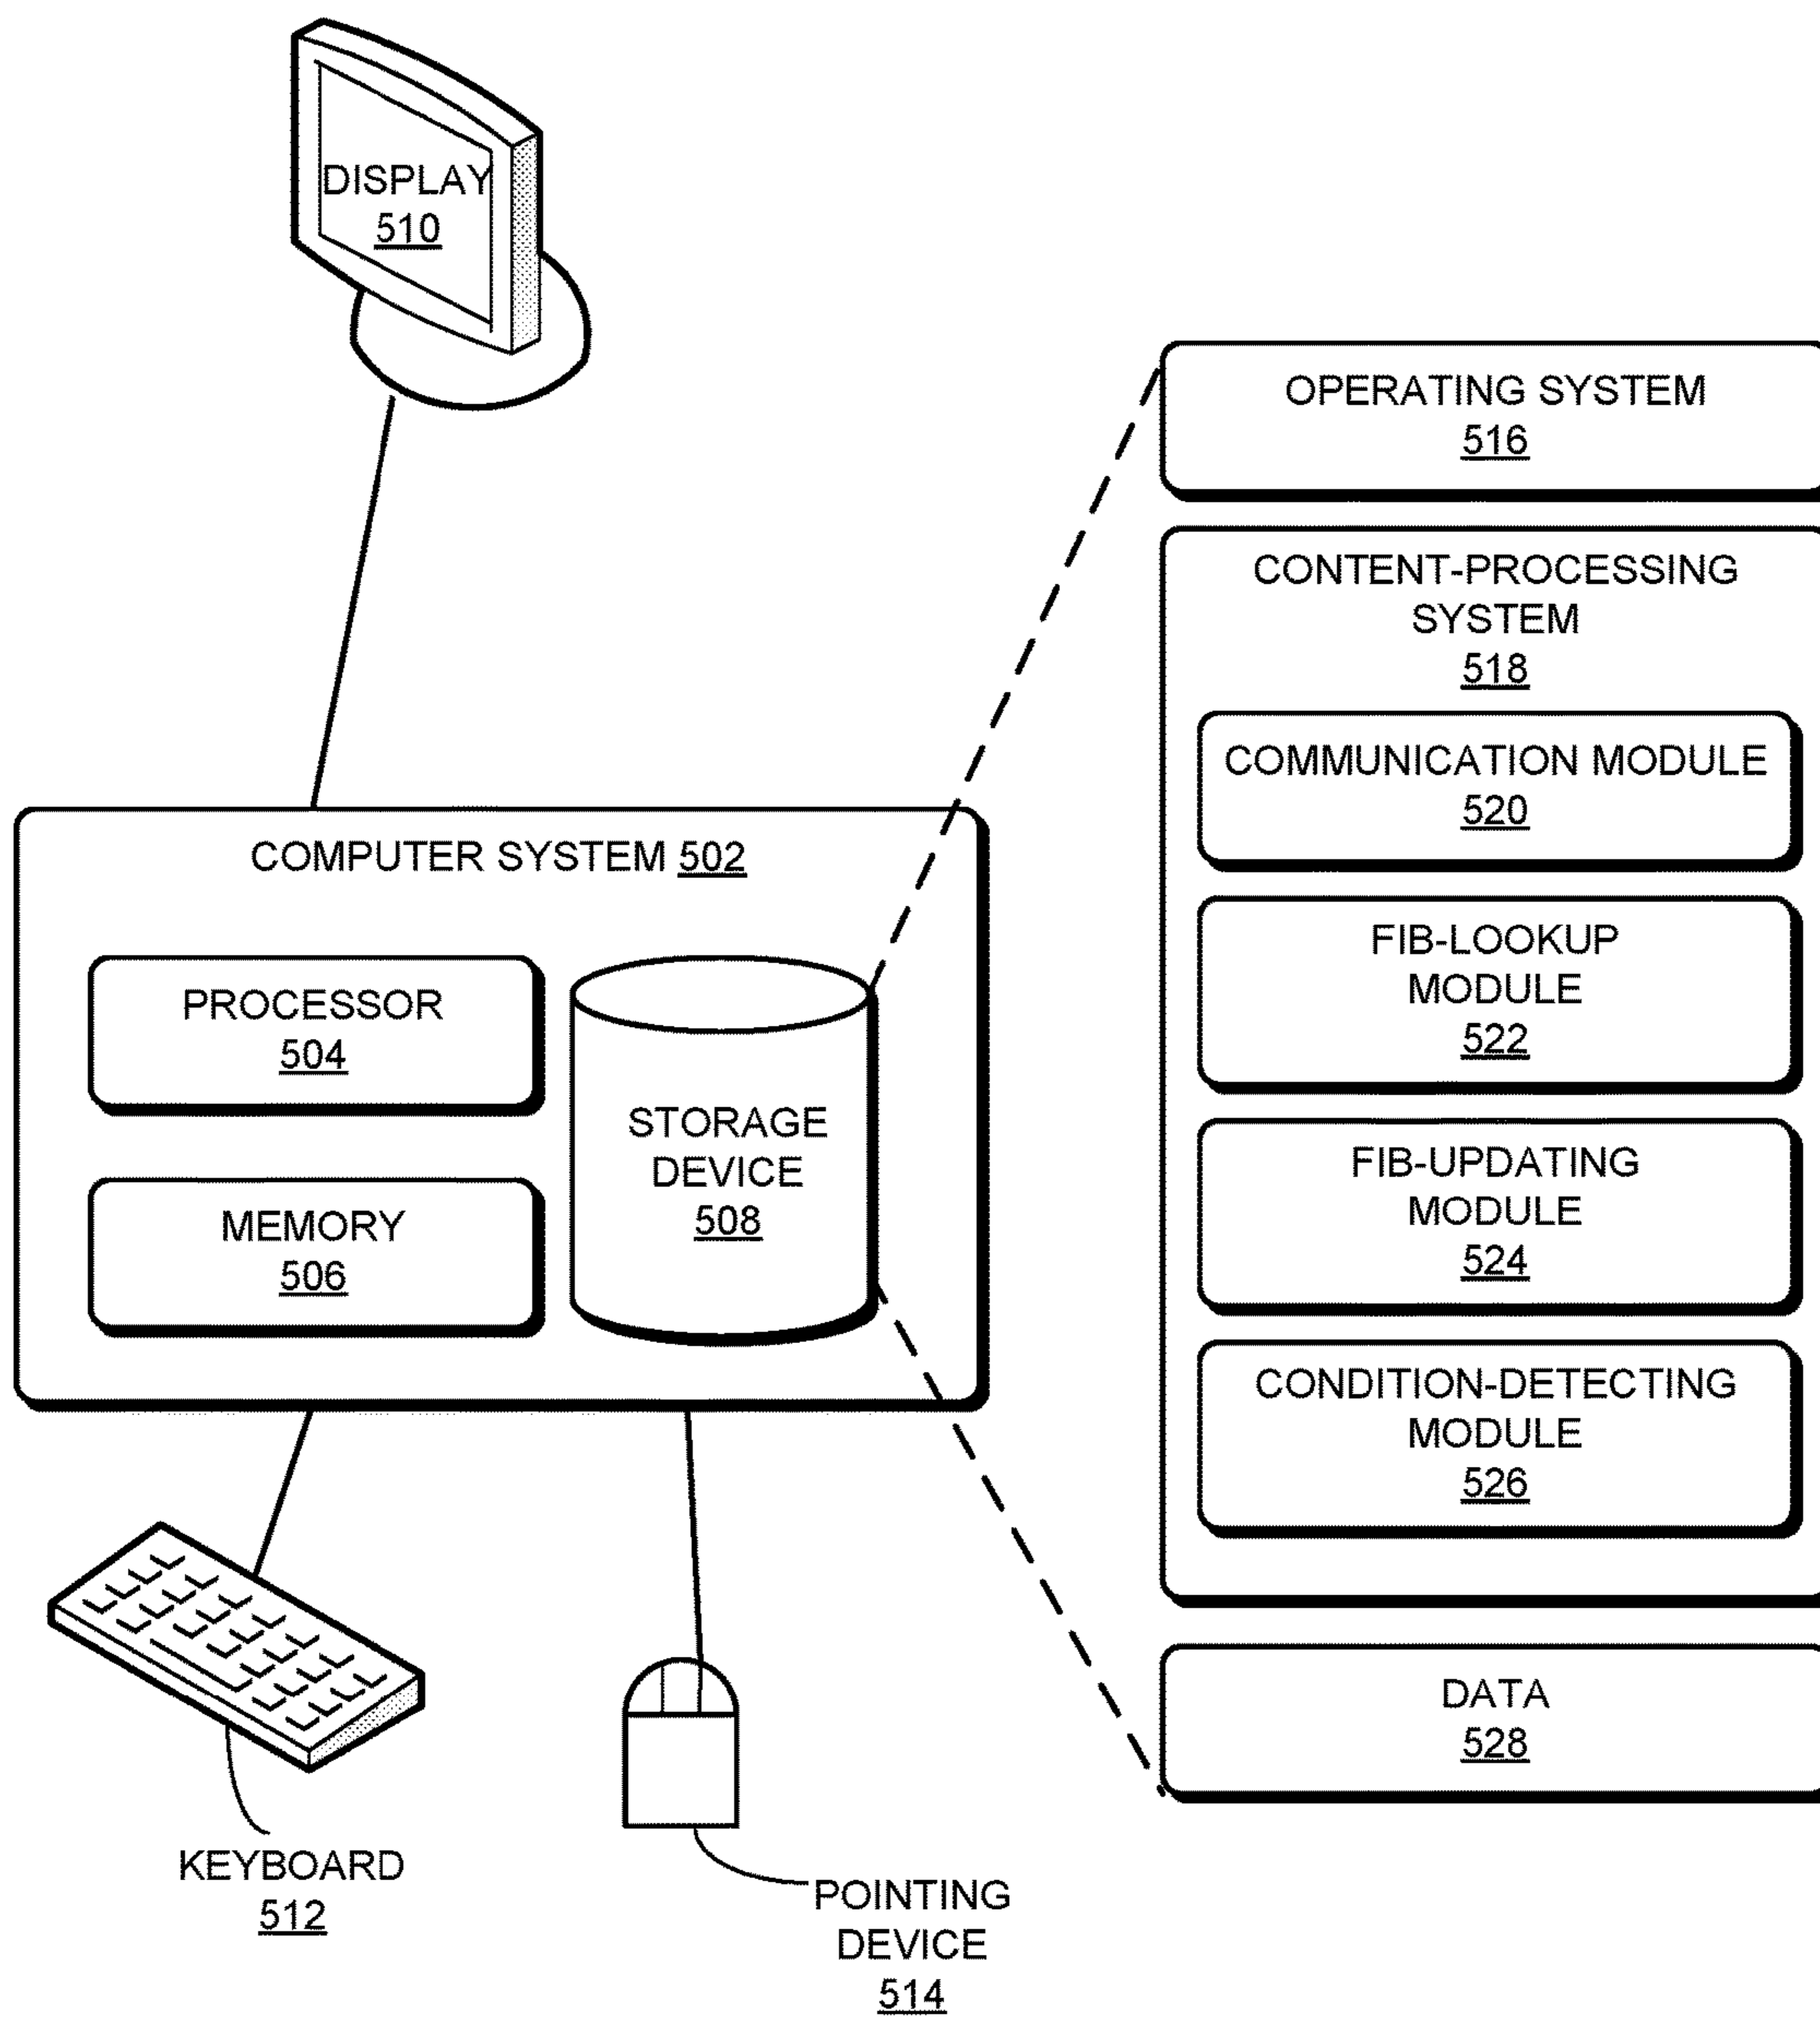 DISPLAY
510
OPERATING SYSTEM
516
CONTENT-PROCESSING
SYSTEM
518
COMMUNICATION MODULE
520
FIB-LOOKUP
MODULE
522
FIB-UPDATING
MODULE
524
CONDITION-DETECTING
MODULE
526
DATA
528
COMPUTER SYSTEM 502
PROCESSOR
504
MEMORY
506
STORAGE
DEVICE
508
KEYBOARD
512
POINTING
DEVICE
514